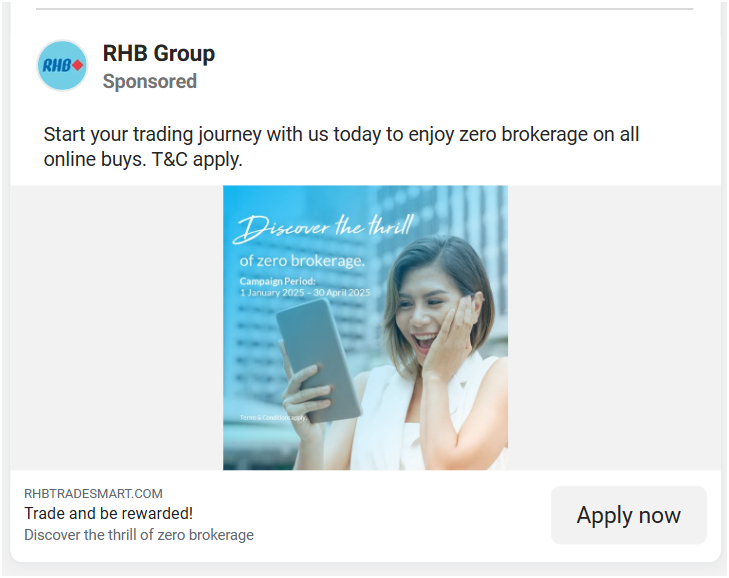 RHB
RHB Group
Sponsored
Start your trading journey with us today to enjoy zero brokerage on all
online buys. T&C apply.
Discover the thrill
of zero brokerage.
Campaign Period:
1 January 2025 – 30 April 2025
Terms & Conditions apply.
RHBTRADESMART.COM
Trade and be rewarded!
Discover the thrill of zero brokerage
Apply now